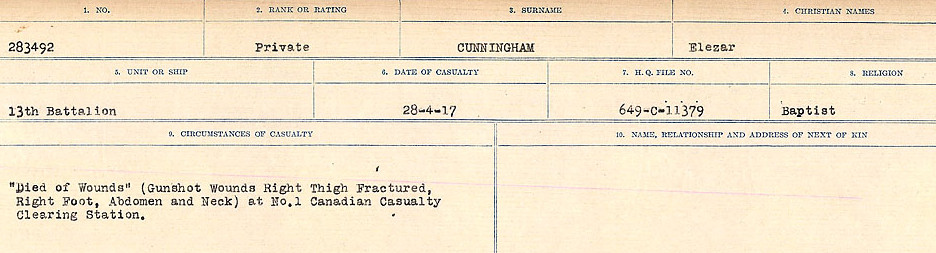 1. NO. 2. RANK OR RATING 3. SURNAME 4. CHRISTIAN NAMES
283492 Private CUNNINGHAM Elezar
5. UNIT OR SHIP 6. DATE OF CASUALTY 7. H. Q. FILE NO. 8. RELIGION
13th Battalion 28-4-17 649-C-11379 Baptist
9. CIRCUMSTANCES OF CASUALTY 10. NAME, RELATIONSHIP AND ADDRESS OF NEXT OF KIN
"Died of Wounds" (Gunshot Wounds Right Thigh Fractured,
Right Foot, Abdomen and Neck) at No.1 Canadian Casualty
Clearing Station.